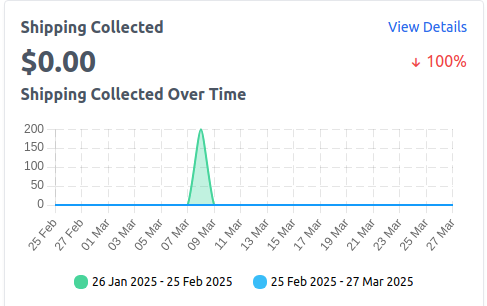 Shipping Collected
View Details
$0.00
↓ 100%
Shipping Collected Over Time
200
150
100
50
0
25 Feb
27 Feb
01 Mar
03 Mar
05 Mar
07 Mar
09 Mar
11 Mar
13 Mar
15 Mar
17 Mar
19 Mar
21 Mar
23 Mar
25 Mar
27 Mar
26 Jan 2025 - 25 Feb 2025
25 Feb 2025 - 27 Mar 2025